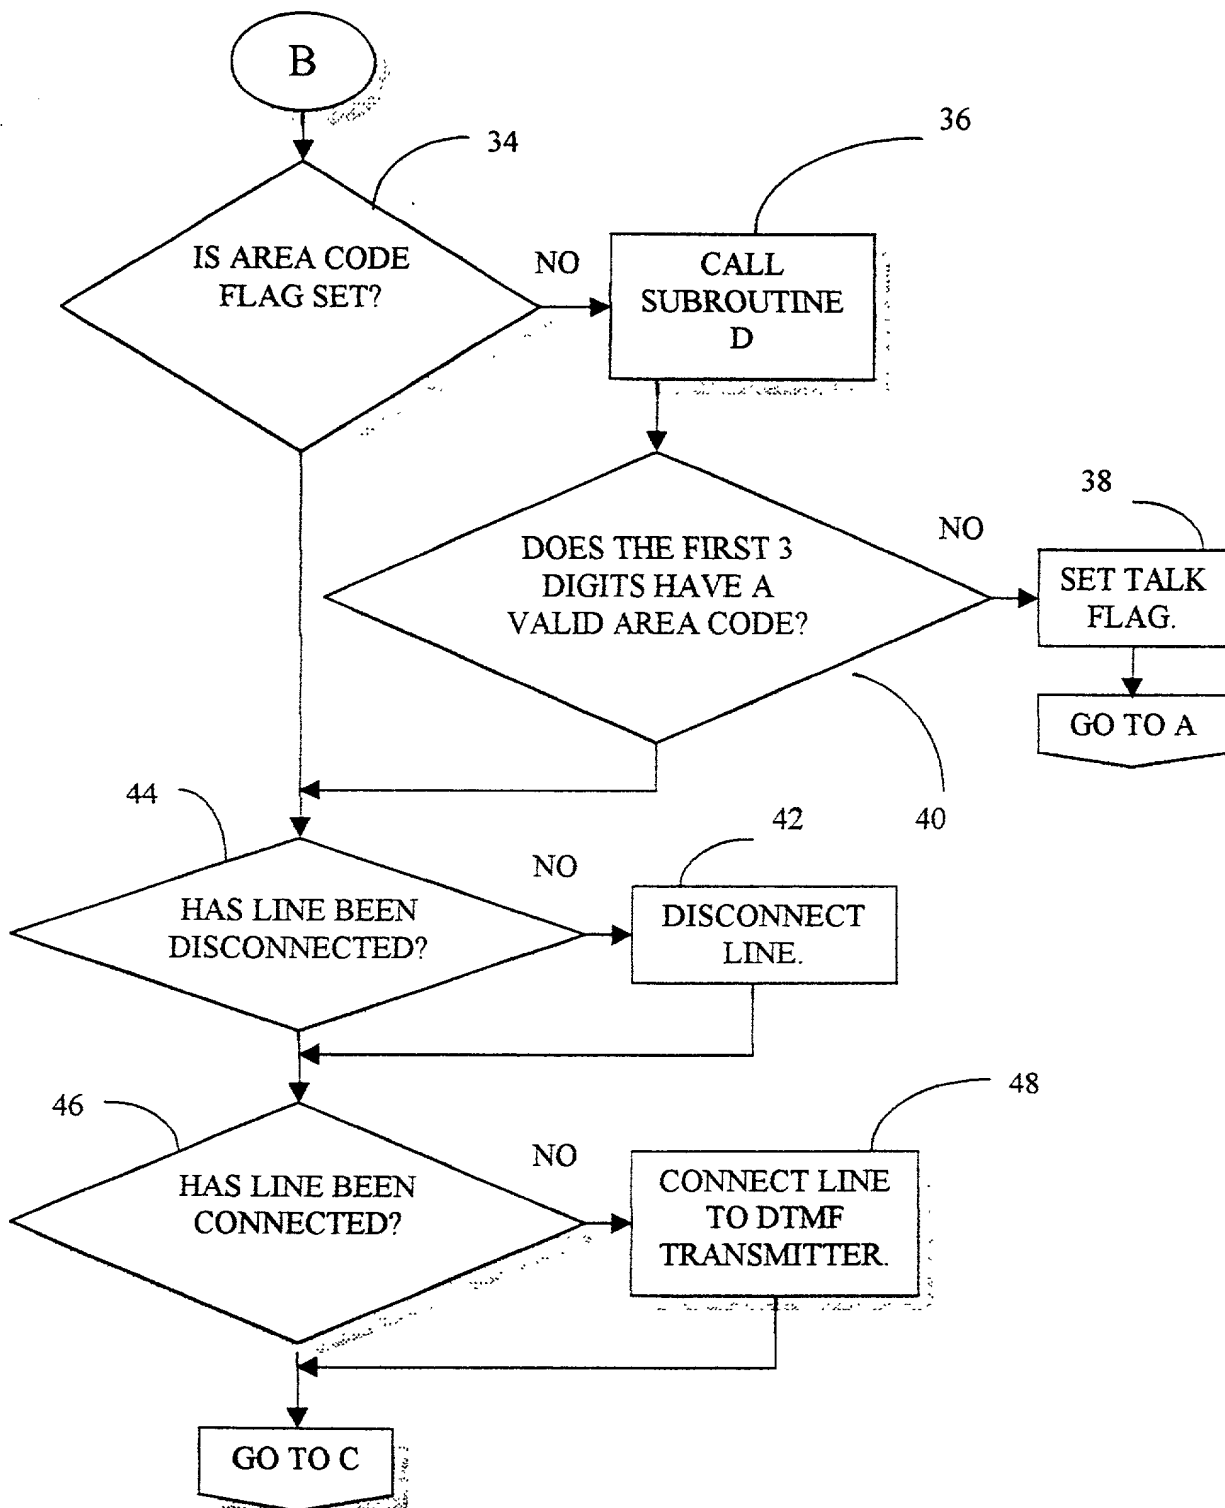 B
34
36
IS AREA CODE
FLAG SET?
NO
CALL
SUBROUTINE
D
38
NO
DOES THE FIRST 3
DIGITS HAVE A
VALID AREA CODE?
SET TALK
FLAG.
GO TO A
44
42
40
NO
HAS LINE BEEN
DISCONNECTED?
DISCONNECT
LINE.
46
48
NO
HAS LINE BEEN
CONNECTED?
CONNECT LINE
TO DTMF
TRANSMITTER.
GO TO C